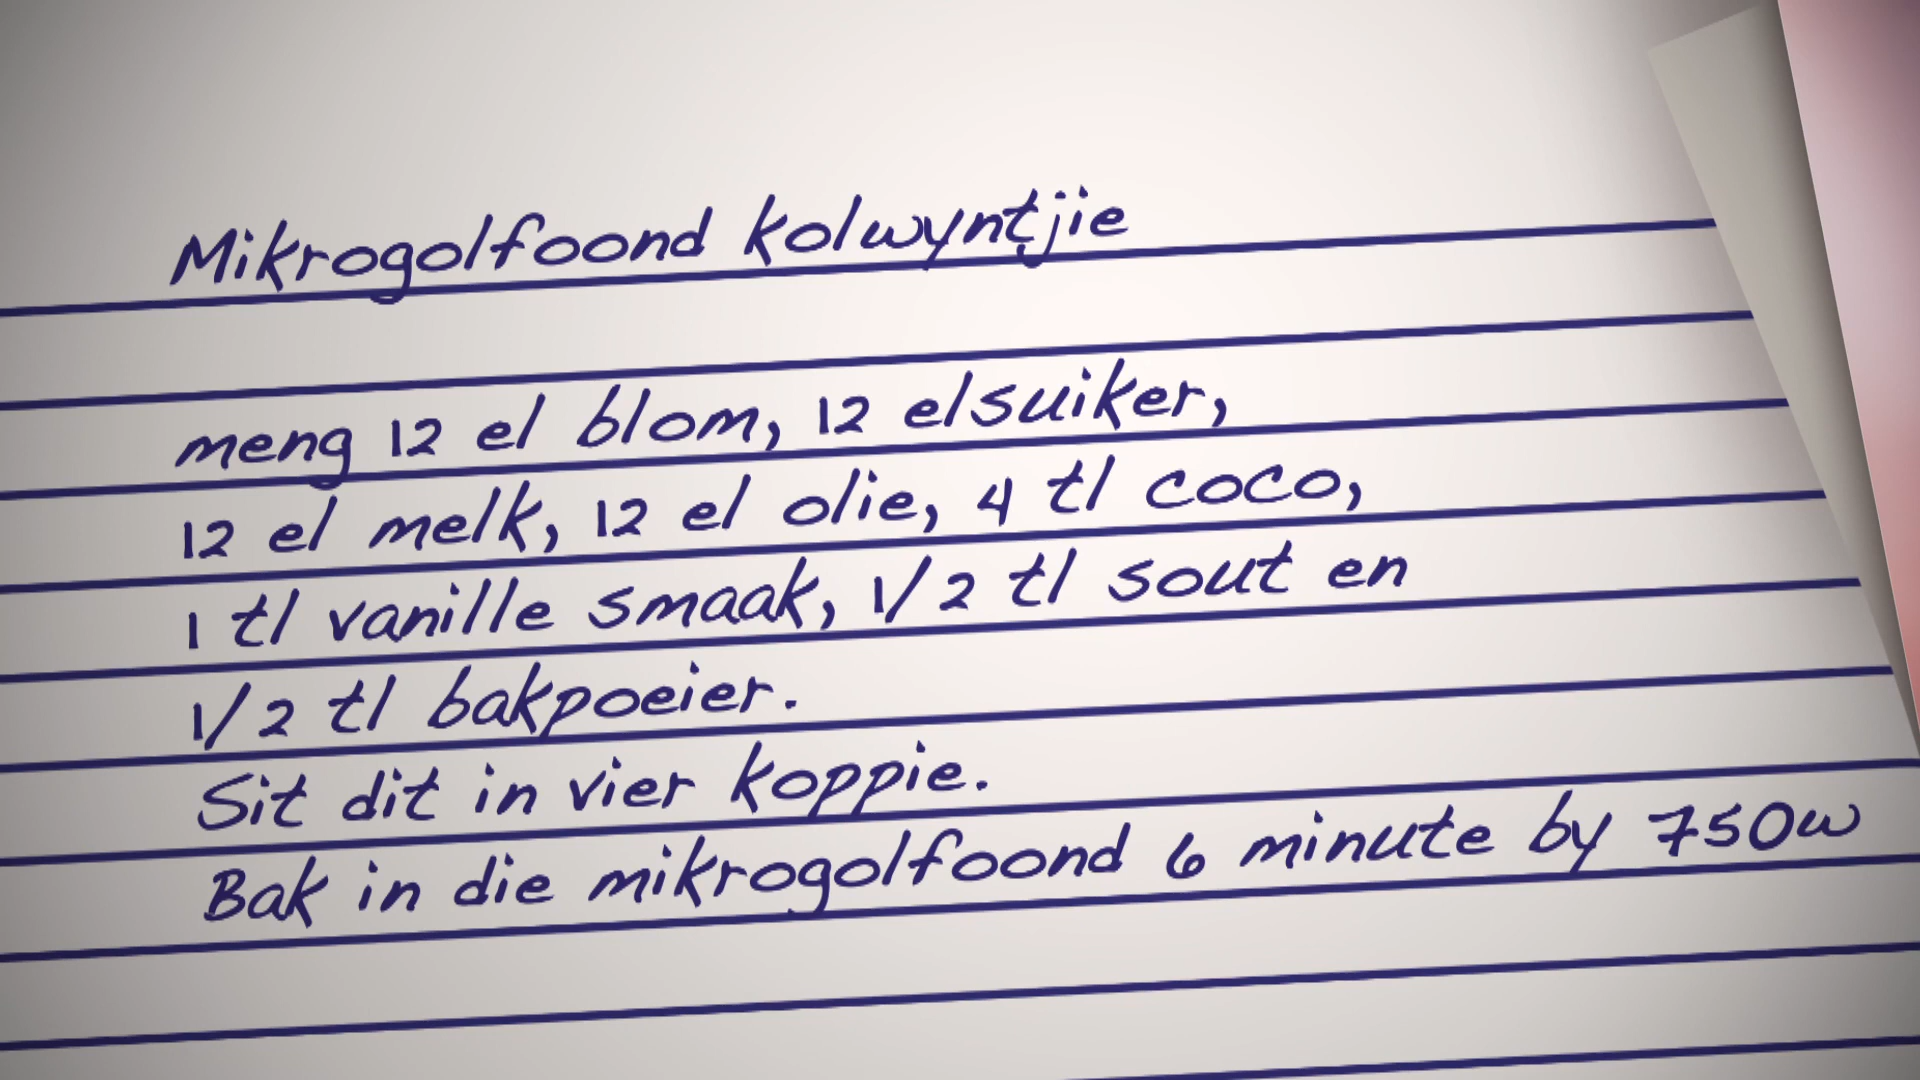 Mikrogolfoond kolwyntjie
meng 12 el blom, 12 elsuiker,
12 el melk, 12 el olie, 4 tl coco,
1 tl vanille smaak, 1/2 tl sout en
1/2 tl bakpoeier.
Sit dit in vier koppie.
Bak in die mikrogolfoond 6 minute by 750w